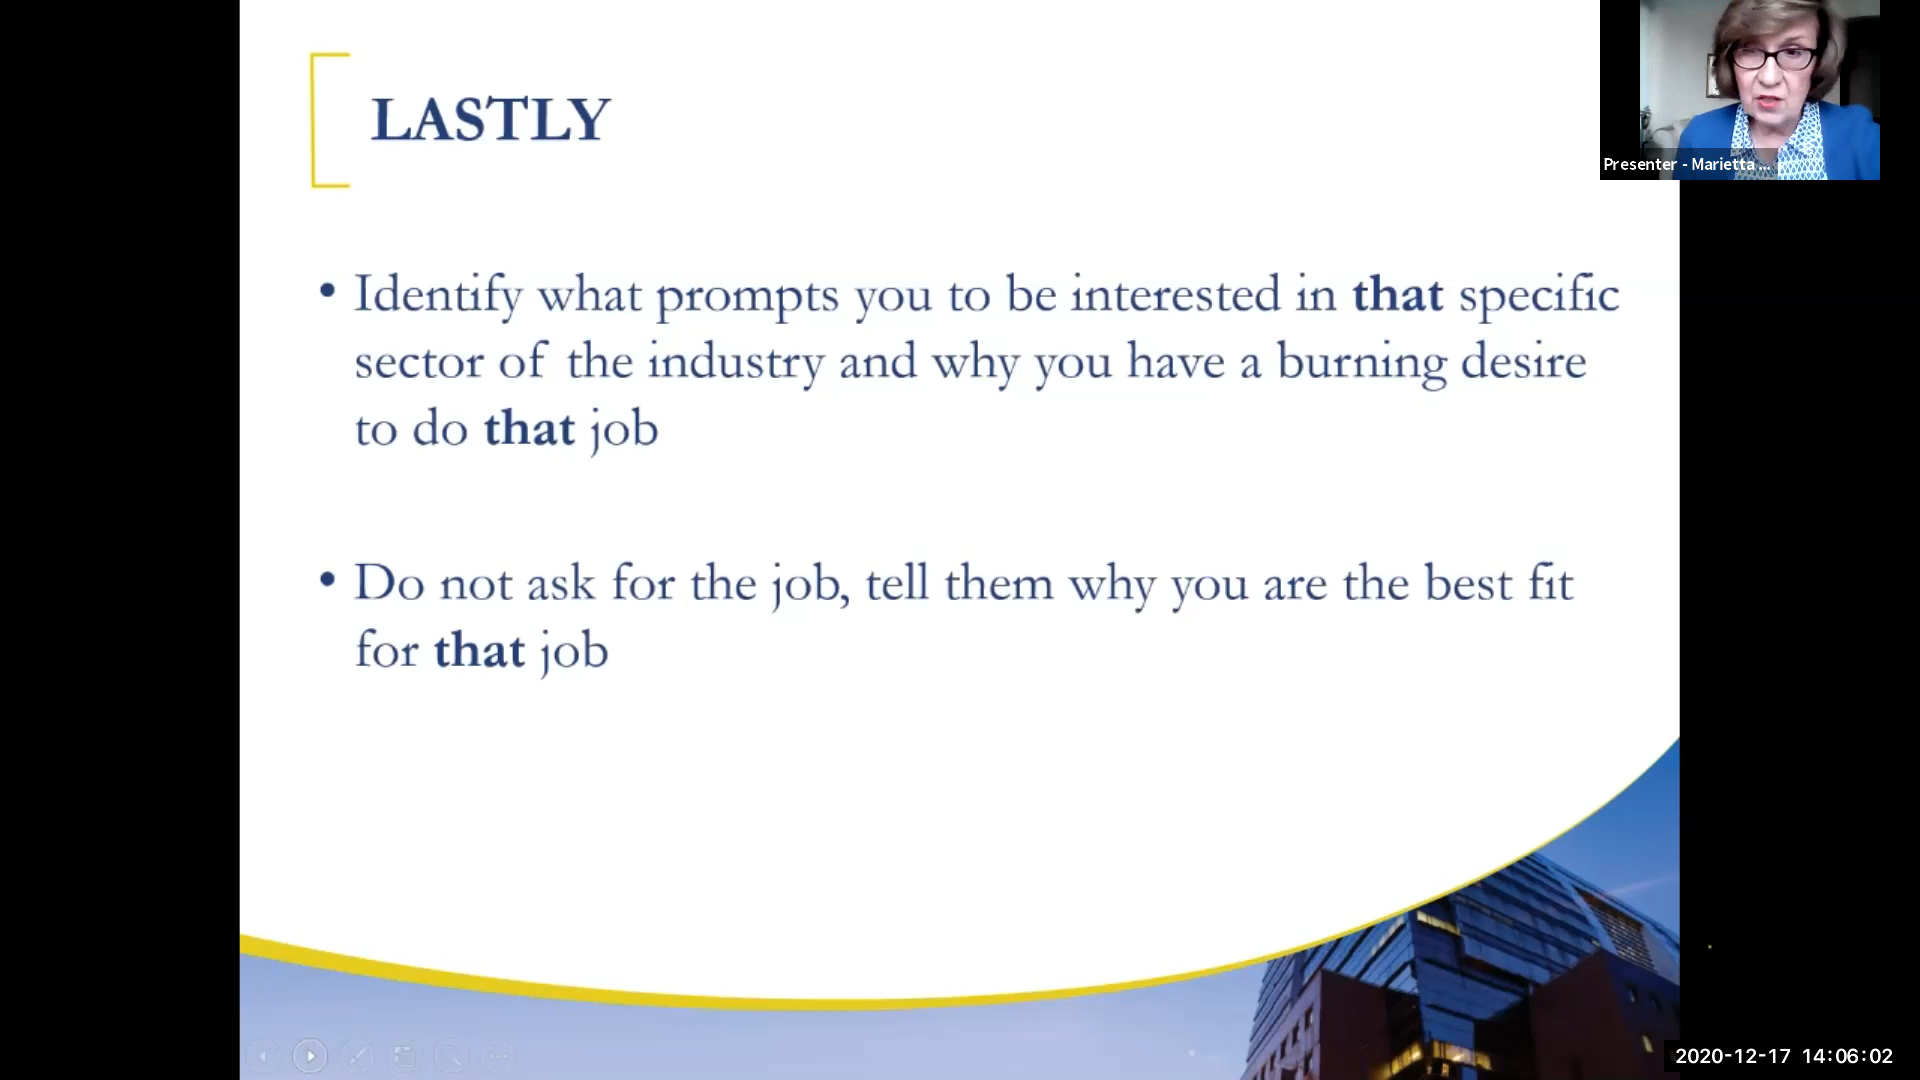 LASTLY
Presenter - Marietta ...
• Identify what prompts you to be interested in that specific
sector of the industry and why you have a burning desire
to do that job
• Do not ask for the job, tell them why you are the best fit
for that job
2020-12-17 14:06:02